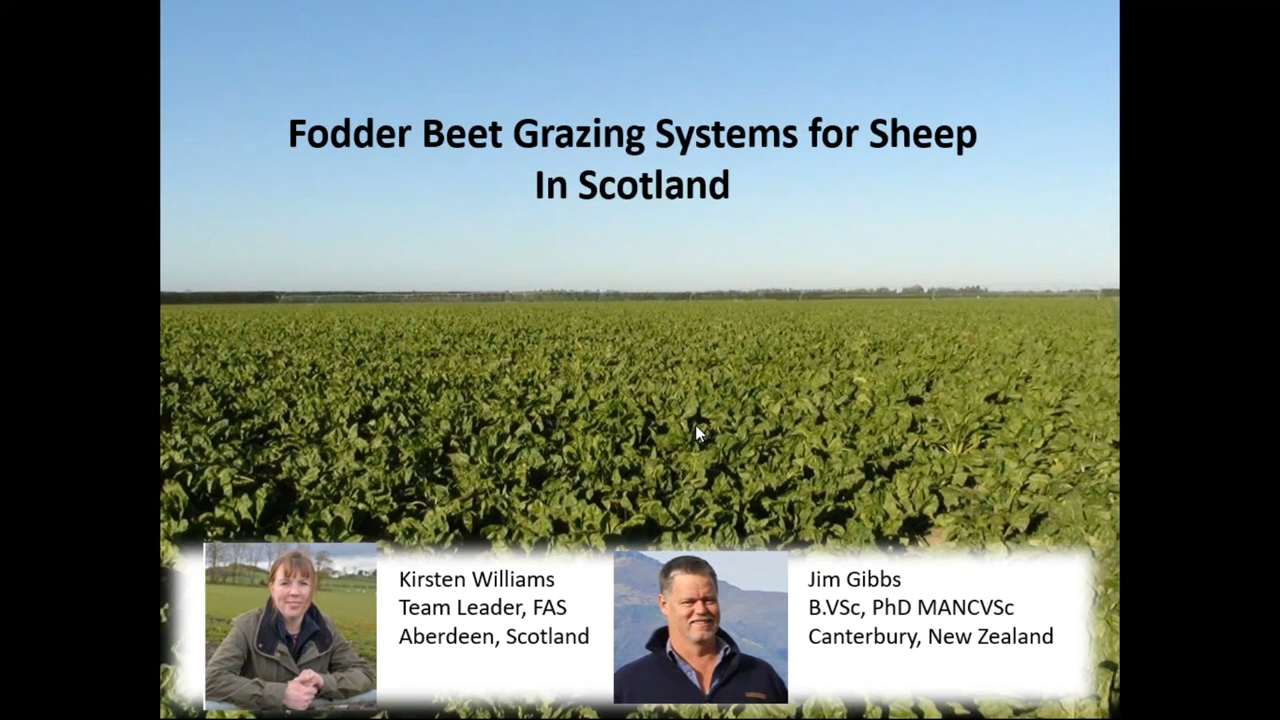 Fodder Beet Grazing Systems for Sheep
In Scotland
Kirsten Williams
Team Leader, FAS
Aberdeen, Scotland
Jim Gibbs
B.VSc, PhD MANCVSc
Canterbury, New Zealand